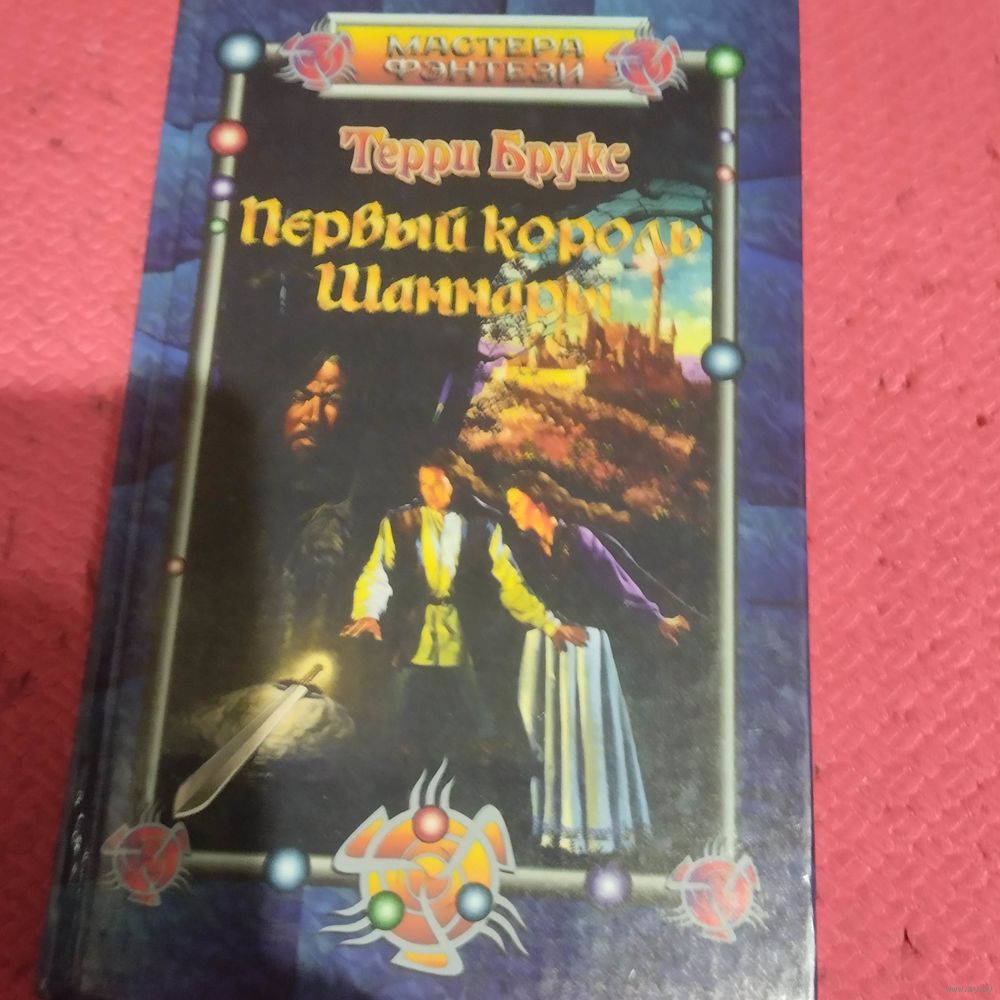 МАСТЕРА
ФЭНТЕЗИ
Терри Брукс
Первый король
Шаннары